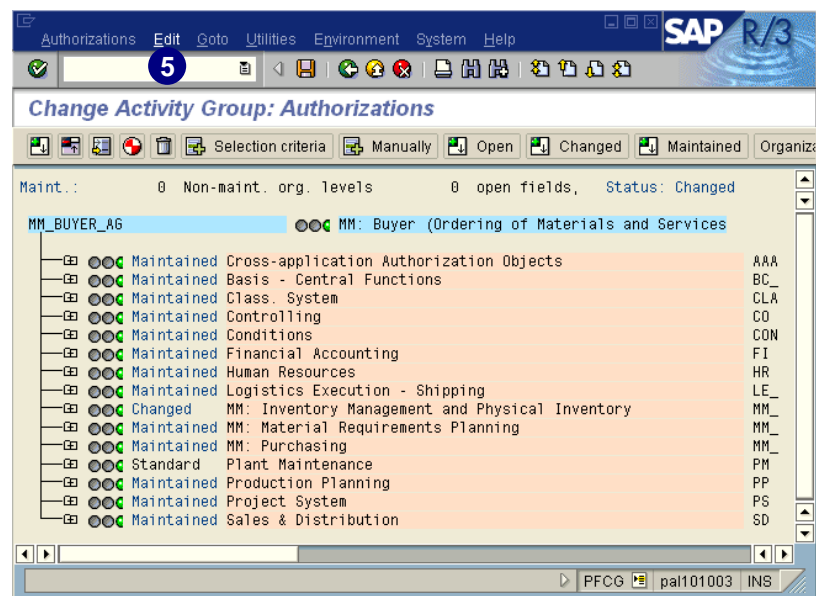 SAP R/3
Authorizations Edit Goto Utilities Environment System Help
5
Change Activity Group: Authorizations
Selection criteria Manually Open Changed Maintained Organiz
Maint.: 0 Non-maint. org. levels 0 open fields, Status: Changed
MM_BUYER_AG MM: Buyer (Ordering of Materials and Services
Maintained Cross-application Authorization Objects AAA
Maintained Basis - Central Functions BC_
Maintained Class. System CLA
Maintained Controlling CO
Maintained Conditions CON
Maintained Financial Accounting FI
Maintained Human Resources HR
Maintained Logistics Execution - Shipping LE_
Changed MM: Inventory Management and Physical Inventory MM_
Maintained MM: Material Requirements Planning MM_
Maintained MM: Purchasing MM_
Standard Plant Maintenance PM
Maintained Production Planning PP
Maintained Project System PS
Maintained Sales & Distribution SD
PFCG pal101003 INS